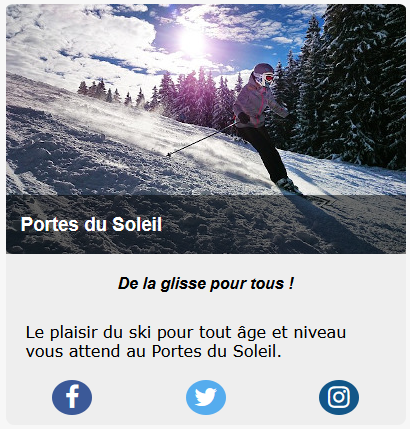 Portes du Soleil
De la glisse pour tous !
Le plaisir du ski pour tout âge et niveau
vous attend au Portes du Soleil.